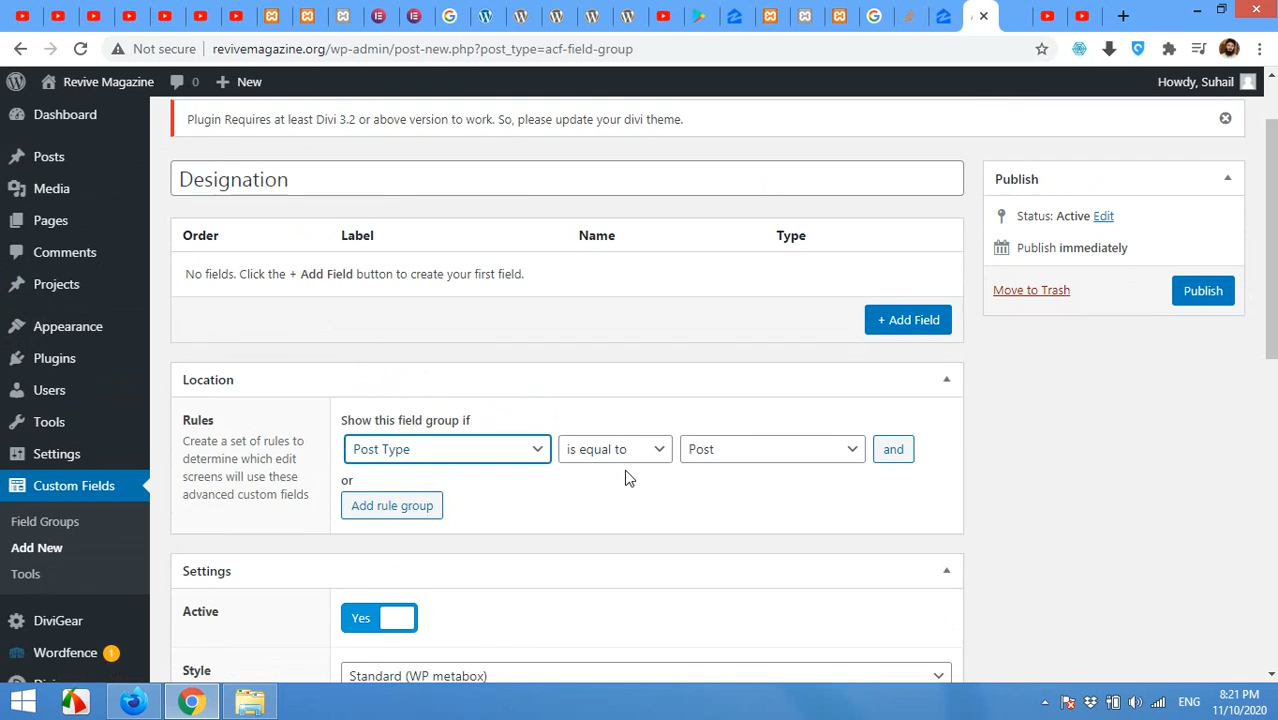 Not secure
revivemagazine.org/wp-admin/post-new.php?post_type=acf-field-group
Revive Magazine
0
New
Howdy, Suhail
Dashboard
Posts
Media
Pages
Comments
Projects
Appearance
Plugins
Users
Tools
Settings
Custom Fields
Field Groups
Add New
Tools
DiviGear
Wordfence 1
Plugin Requires at least Divi 3.2 or above version to work. So, please update your divi theme.
Designation
Order Label Name Type
No fields. Click the + Add Field button to create your first field.
+ Add Field
Publish
Status: Active Edit
Publish immediately
Move to Trash
Publish
Location
Rules
Create a set of rules to
determine which edit
screens will use these
advanced custom fields
Show this field group if
Post Type is equal to Post and
or
Add rule group
Settings
Active
Yes
Style
Standard (WP metabox)
ENG
8:21 PM
11/10/2020